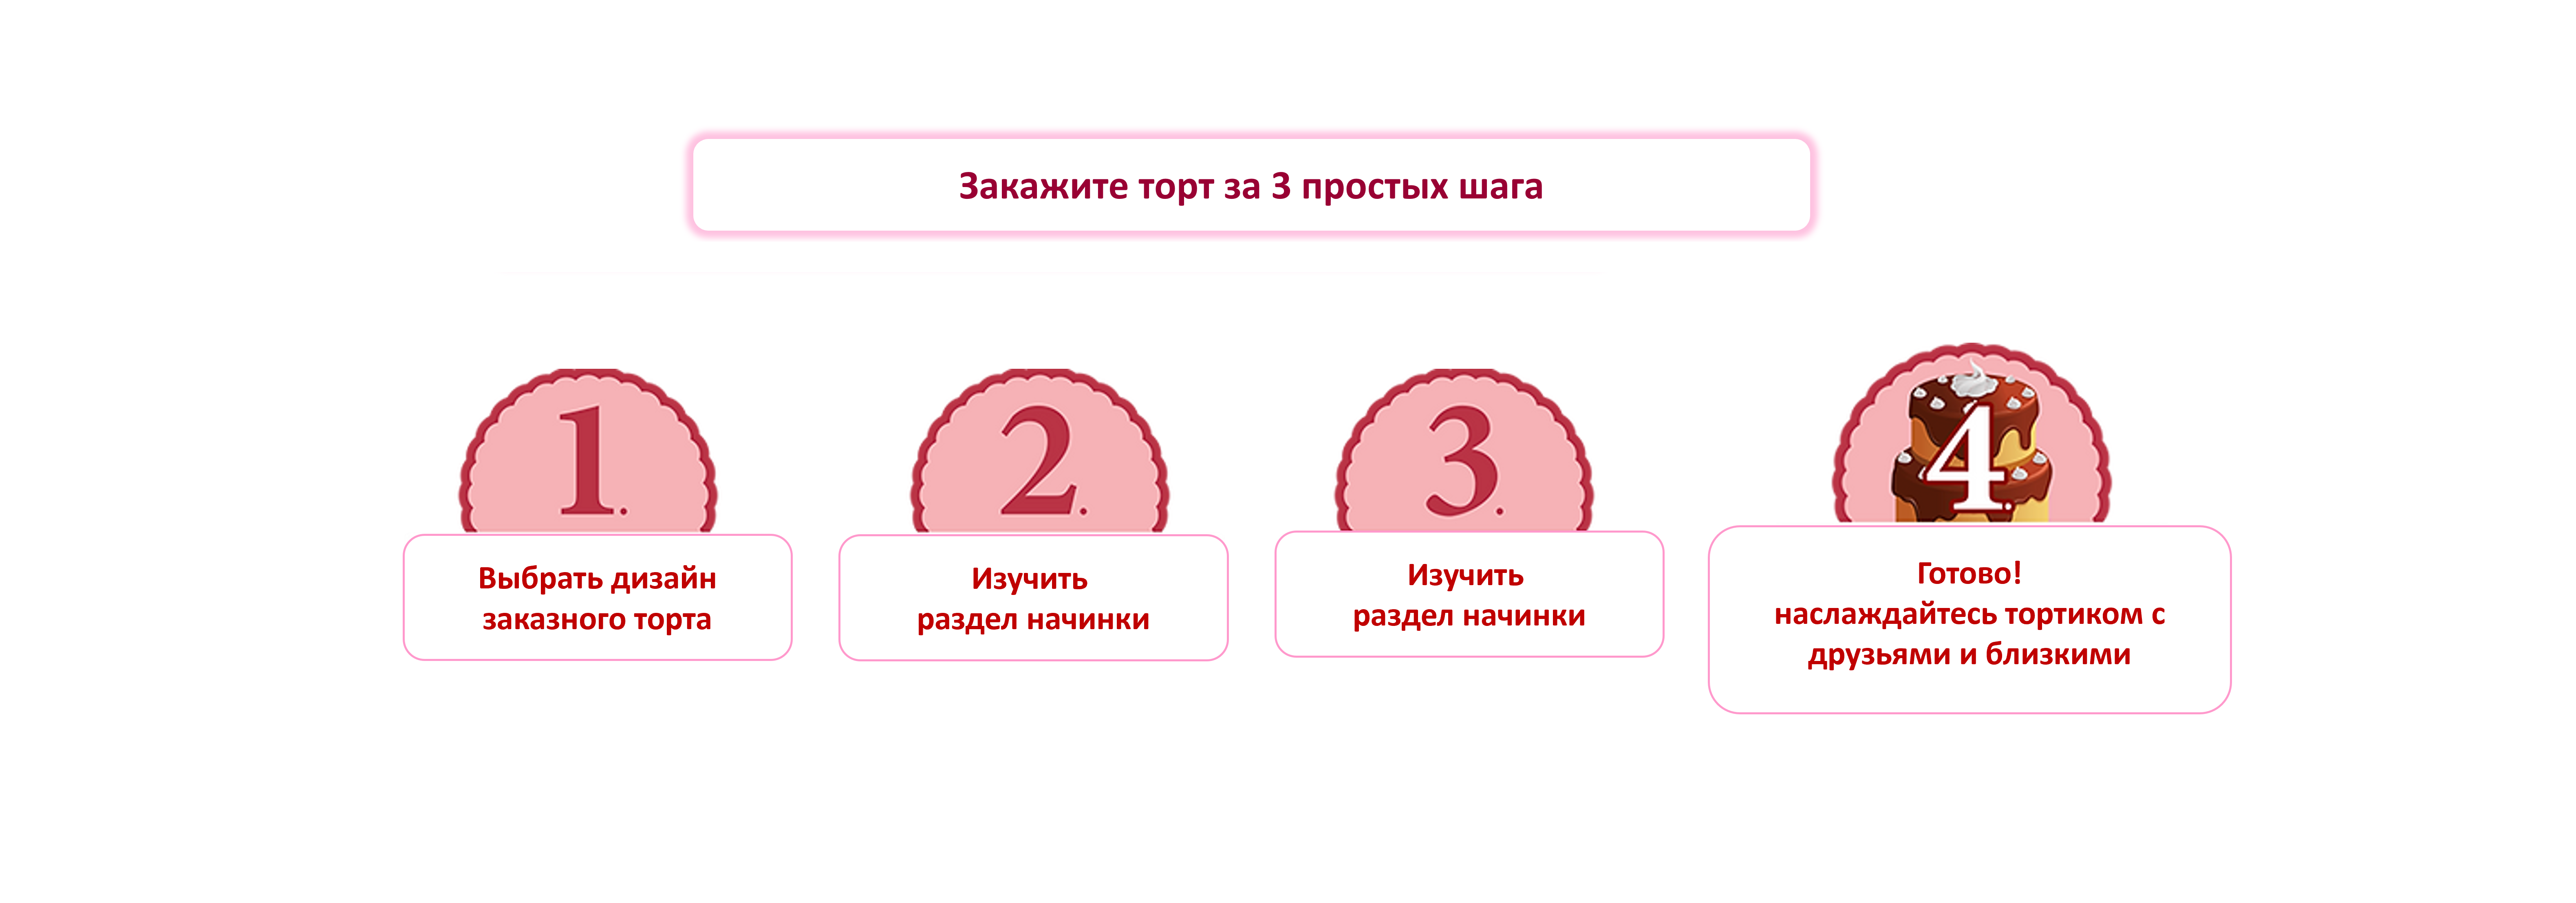 Закажите торт за 3 простых шага
1.
2.
3.
4.
Выбрать дизайн
заказного торта
Изучить
раздел начинки
Изучить
раздел начинки
Готово!
наслаждайтесь тортиком с
друзьями и близкими